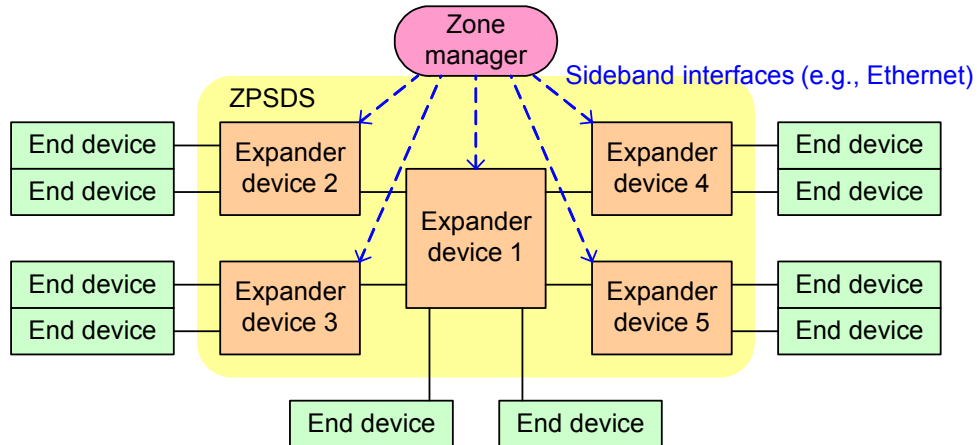 Zone
manager
Sideband interfaces (e.g., Ethernet)
ZPSDS
End device
End device
Expander
device 2
Expander
device 4
End device
End device
Expander
device 1
End device
End device
Expander
device 3
Expander
device 5
End device
End device
End device
End device